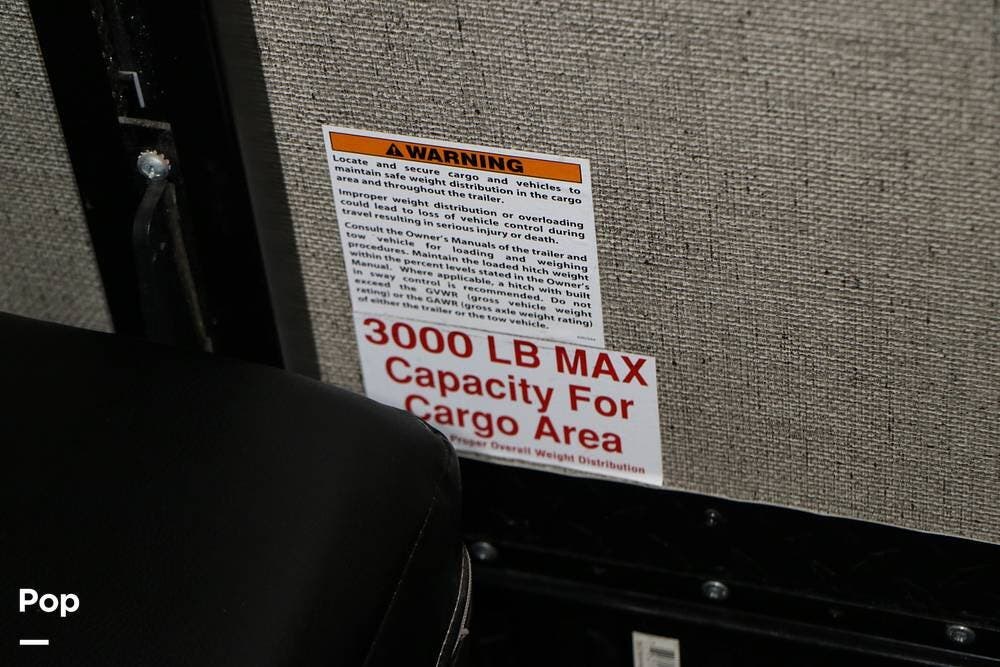 WARNING
Locate and secure cargo and vehicles to
maintain safe weight distribution in the cargo
area and throughout the trailer.
Improper weight distribution or overloading
could lead to loss of vehicle control during
travel resulting in serious injury or death.
Consult the Owner's Manuals of the trailer and
tow vehicle for loading and weighing
procedures. Maintain the loaded hitch weight
within the percent levels stated in the Owner's
Manual. Where applicable, a hitch with built
in sway control is recommended. Do not
exceed the GVWR (gross vehicle weight
rating) or the GAWR (gross axle weight rating)
of either the trailer or the tow vehicle.
3000 LB MAX
Capacity For
Cargo Area
Proper Overall Weight Distribution
Pop